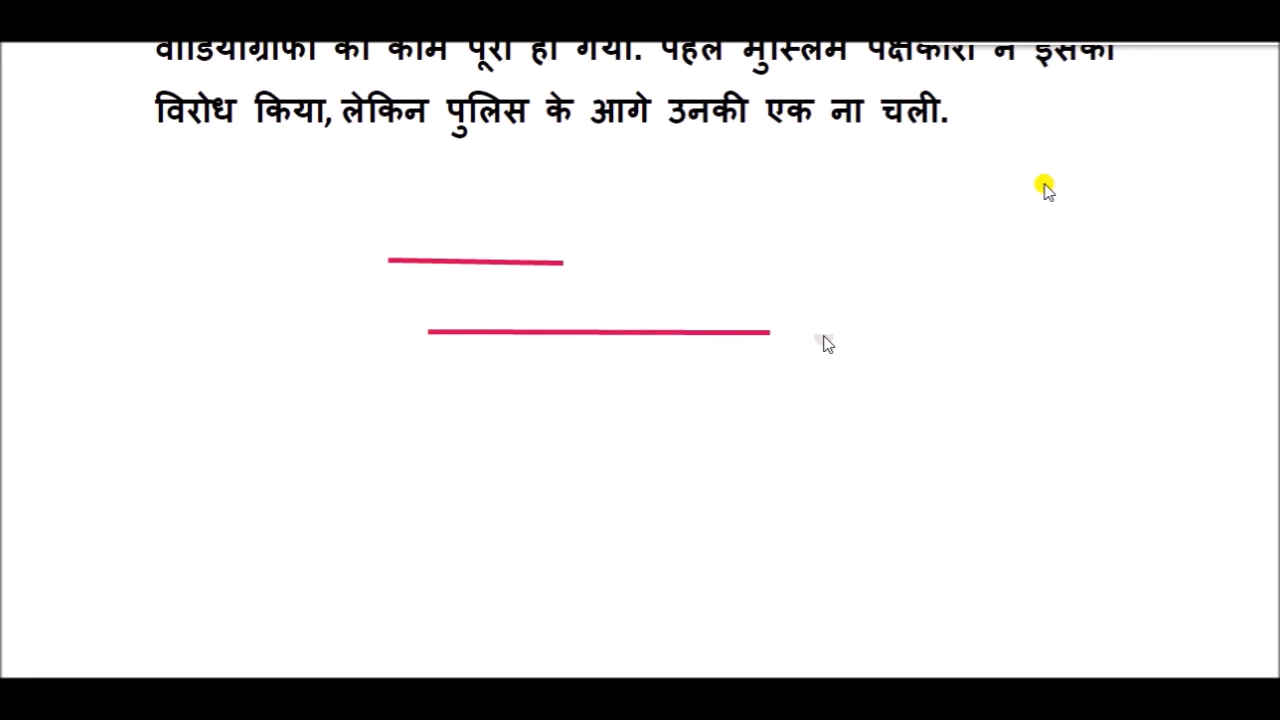 वीडियोग्राफी का काम पूरा हो गया. पहले मुस्लिम पक्षकारों ने इसका
विरोध किया, लेकिन पुलिस के आगे उनकी एक ना चली.